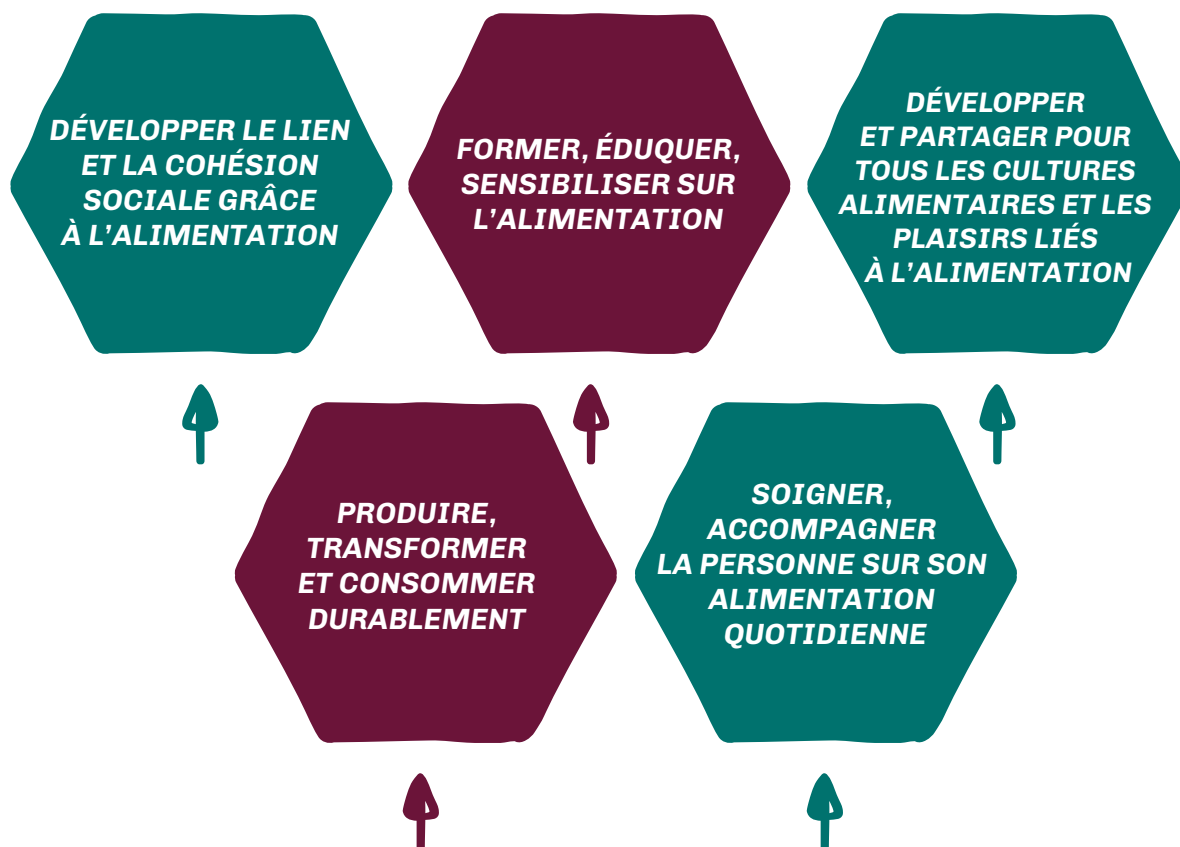 DÉVELOPPER LE LIEN
ET LA COHÉSION
SOCIALE GRÂCE
À L'ALIMENTATION
FORMER, ÉDUQUER,
SENSIBILISER SUR
L'ALIMENTATION
DÉVELOPPER
ET PARTAGER POUR
TOUS LES CULTURES
ALIMENTAIRES ET LES
PLAISIRS LIÉS
À L'ALIMENTATION
PRODUIRE,
TRANSFORMER
ET CONSOMMER
DURABLEMENT
SOIGNER,
ACCOMPAGNER
LA PERSONNE SUR SON
ALIMENTATION
QUOTIDIENNE